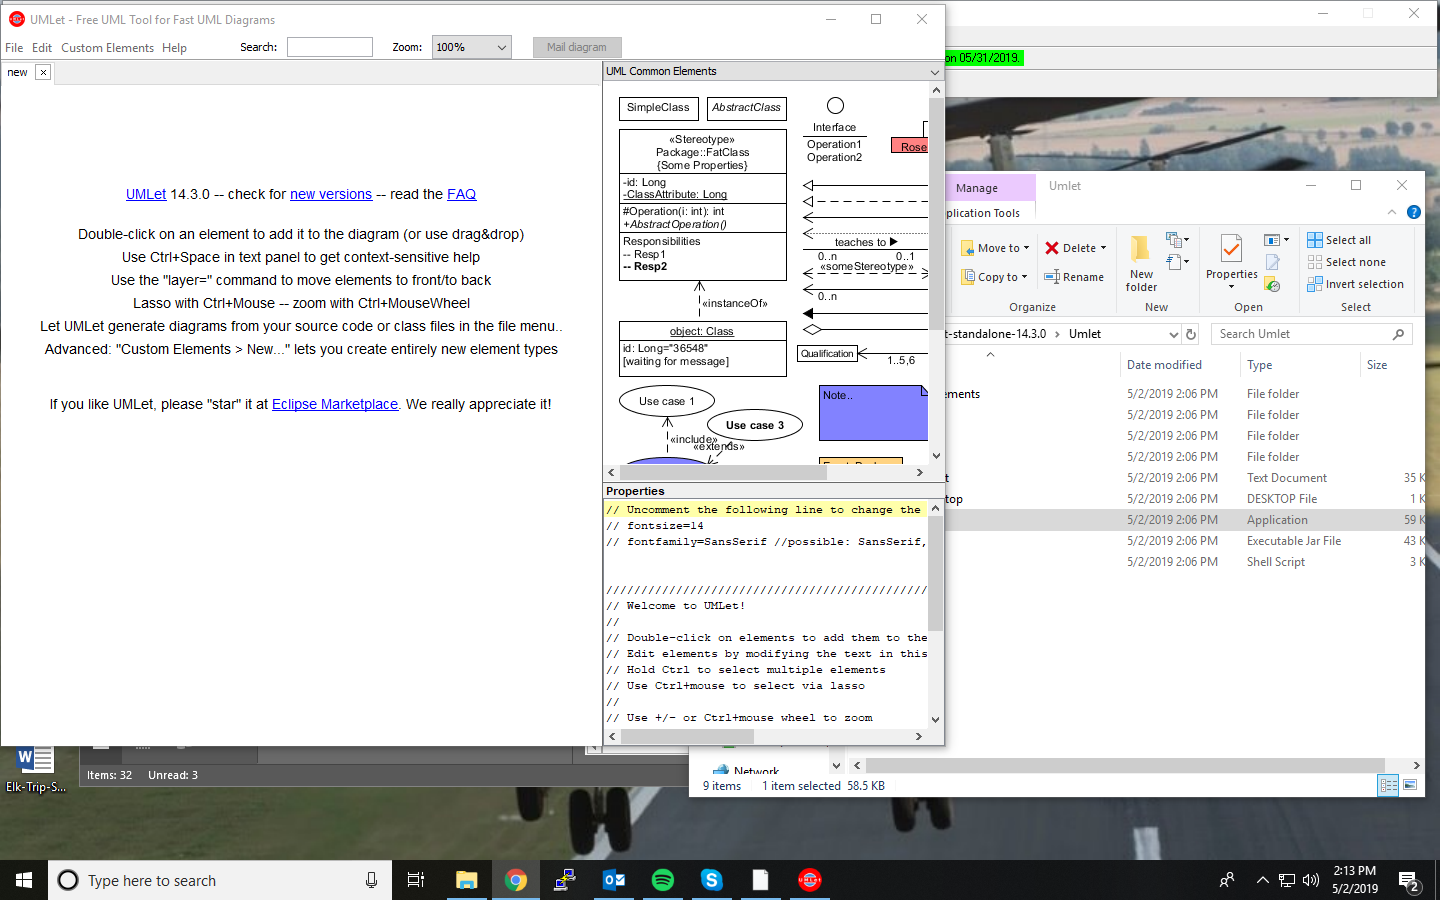 UMLet - Free UML Tool for Fast UML Diagrams
File Edit Custom Elements Help
Search:
Zoom: 100%
Mail diagram
new
UMLet 14.3.0 -- check for new versions -- read the FAQ
Double-click on an element to add it to the diagram (or use drag&drop)
Use Ctrl+Space in text panel to get context-sensitive help
Use the "layer=" command to move elements to front/to back
Lasso with Ctrl+Mouse -- zoom with Ctrl+MouseWheel
Let UMLet generate diagrams from your source code or class files in the file menu..
Advanced: "Custom Elements > New..." lets you create entirely new element types
If you like UMLet, please "star" it at Eclipse Marketplace. We really appreciate it!
UML Common Elements
SimpleClass
AbstractClass
«Stereotype»
Package::FatClass
{Some Properties}
-id: Long
-ClassAttribute: Long
#Operation(i: int): int
+AbstractOperation()
Responsibilities
-- Resp1
-- Resp2
«instanceOf»
object: Class
id: Long="36548"
[waiting for message]
Interface
Operation1
Operation2
Rose
teaches to
0..n 0..1
«someStereotype»
0..n
Qualification
1..5,6
Use case 1
Use case 3
«include»
«extends»
Note..
Properties
// Uncomment the following line to change the
// fontsize=14
// fontfamily=SansSerif //possible: SansSerif,
//////////////////////////////////////////////
// Welcome to UMLet!
//
// Double-click on elements to add them to the
// Edit elements by modifying the text in this
// Hold Ctrl to select multiple elements
// Use Ctrl+mouse to select via lasso
//
// Use +/- or Ctrl+mouse wheel to zoom
on 05/31/2019.
Manage
Umlet
plication Tools
Move to
Copy to
Delete
Rename
Organize
New folder
New
Properties
Open
Select all
Select none
Invert selection
Select
t-standalone-14.3.0 > Umlet
Search Umlet
Date modified Type Size
ements 5/2/2019 2:06 PM File folder
5/2/2019 2:06 PM File folder
5/2/2019 2:06 PM File folder
5/2/2019 2:06 PM File folder
t 5/2/2019 2:06 PM Text Document 35 K
top 5/2/2019 2:06 PM DESKTOP File 1 K
5/2/2019 2:06 PM Application 59 K
5/2/2019 2:06 PM Executable Jar File 43 K
5/2/2019 2:06 PM Shell Script 3 K
Network
9 items 1 item selected 58.5 KB
Elk-Trip-S...
Items: 32 Unread: 3
Type here to search
2:13 PM
5/2/2019
2